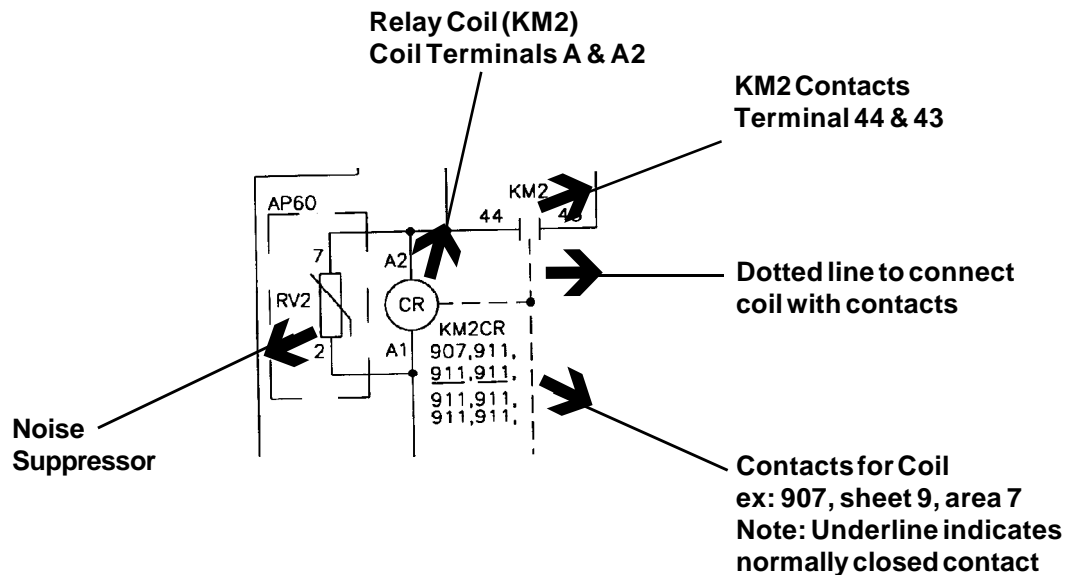 Relay Coil (KM2)
Coil Terminals A & A2
KM2 Contacts
Terminal 44 & 43
KM2
AP60
44
7
A2
Dotted line to connect
coil with contacts
RV2
CR
KM2CR
2
A1
907,911,
911,911,
911,911,
911,911,
Noise
Suppressor
Contacts for Coil
ex: 907, sheet 9, area 7
Note: Underline indicates
normally closed contact